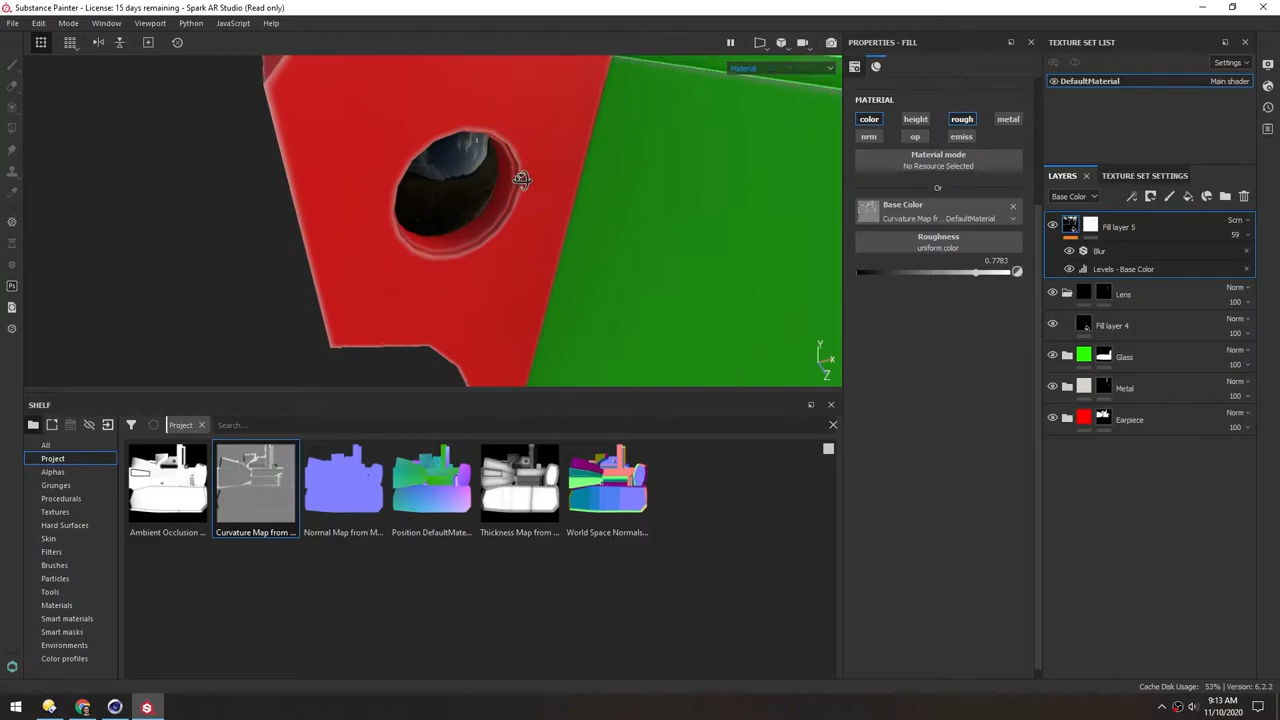 Substance Painter - License: 15 days remaining - Spark AR Studio (Read only)
File Edit Mode Window Viewport Python JavaScript Help
Material
PROPERTIES - FILL
MATERIAL
color height rough metal
nrm op emiss
Material mode
No Resource Selected
Or
Base Color
Curvature Map fr... DefaultMaterial
Roughness
uniform color
0.7783
TEXTURE SET LIST
Settings
DefaultMaterial Main shader
LAYERS TEXTURE SET SETTINGS
Base Color
Fill layer 5 Scrn 59
Blur
Levels - Base Color
Lens Norm 100
Fill layer 4 Norm 100
Glass Norm 100
Metal Norm 100
Earpiece Norm 100
Y
X
Z
SHELF
Project Search...
All
Project
Alphas
Grunges
Procedurals
Textures
Hard Surfaces
Skin
Filters
Brushes
Particles
Tools
Materials
Smart materials
Smart masks
Environments
Color profiles
Ambient Occlusion ... Curvature Map from ... Normal Map from M... Position DefaultMate... Thickness Map from ... World Space Normals...
Cache Disk Usage: 53% | Version: 6.2.2
9:13 AM
11/10/2020